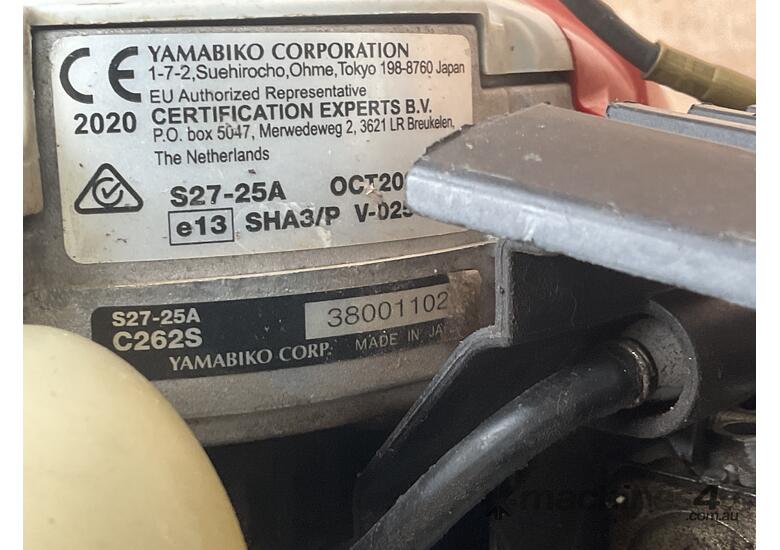 CE YAMABIKO CORPORATION
1-7-2,Suehirocho,Ohme,Tokyo 198-8760 Japan
EU Authorized Representative
2020 CERTIFICATION EXPERTS B.V.
P.O. box 5047, Merwedeweg 2, 3621 LR Breukelen,
The Netherlands
S27-25A
e13 SHA3/P
S27-25A
C262S
38001102
YAMABIKO CORP. MADE IN
.com.au